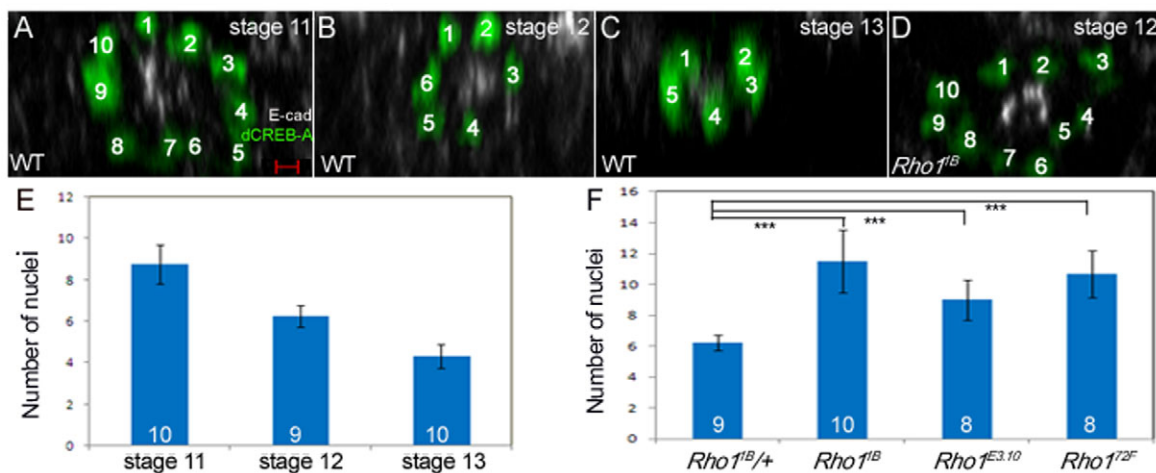 A
stage 11
1
10
2
3
9
4
E-cad
dCREB-A
8
7
6
5
WT
B
stage 12
1
2
6
3
5
4
WT
C
stage 13
1
2
5
3
4
WT
D
stage 12
1
2
3
10
9
4
8
5
7
6
Rho1^1B
E
Number of nuclei
12
10
8
6
4
2
0
10
9
10
stage 11
stage 12
stage 13
F
Number of nuclei
16
14
12
10
8
6
4
2
0
***
***
***
9
10
8
8
Rho1^1B/+
Rho1^1B
Rho1^E3.10
Rho1^72F